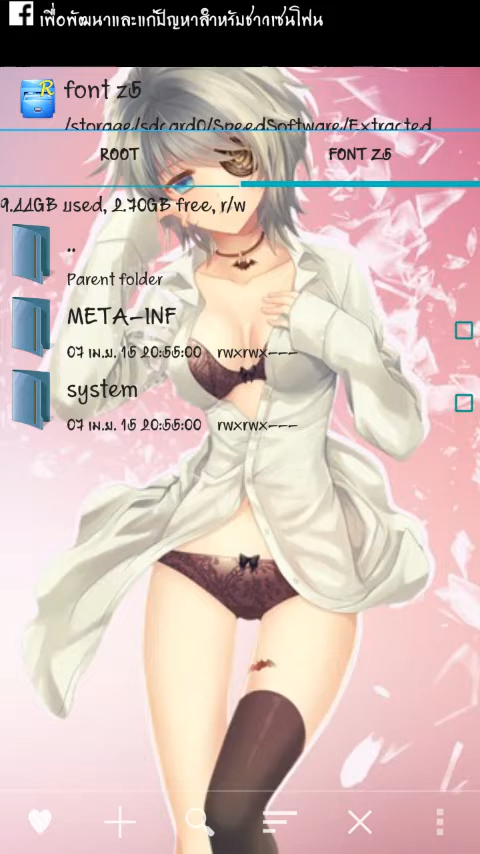 เพื่อพัฒนาและแก้ปัญหาสำหรับชาวเซนโฟน
font z5
/storage/sdcard0/SpeedSoftware/Extracted
ROOT
FONT Z5
9.44GB used, 2.70GB free, r/w
..
Parent folder
META-INF
07 เม.ย. 15 20:55:00 rwxrwx---
system
07 เม.ย. 15 20:55:00 rwxrwx---